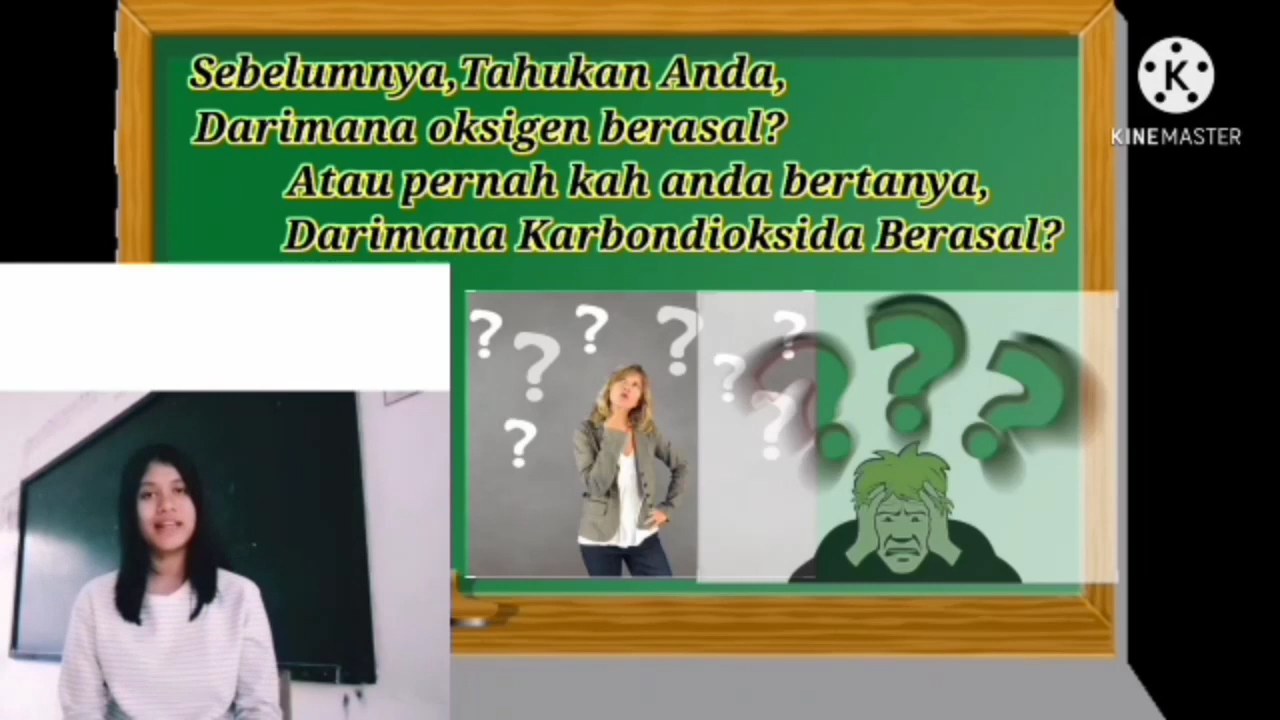 Sebelumnya,Tahukan Anda,
Darimana oksigen berasal?
Atau pernah kah anda bertanya,
Darimana Karbondioksida Berasal?
K
KINEMASTER
? ? ? ? ? ? ? ?
? ? ?